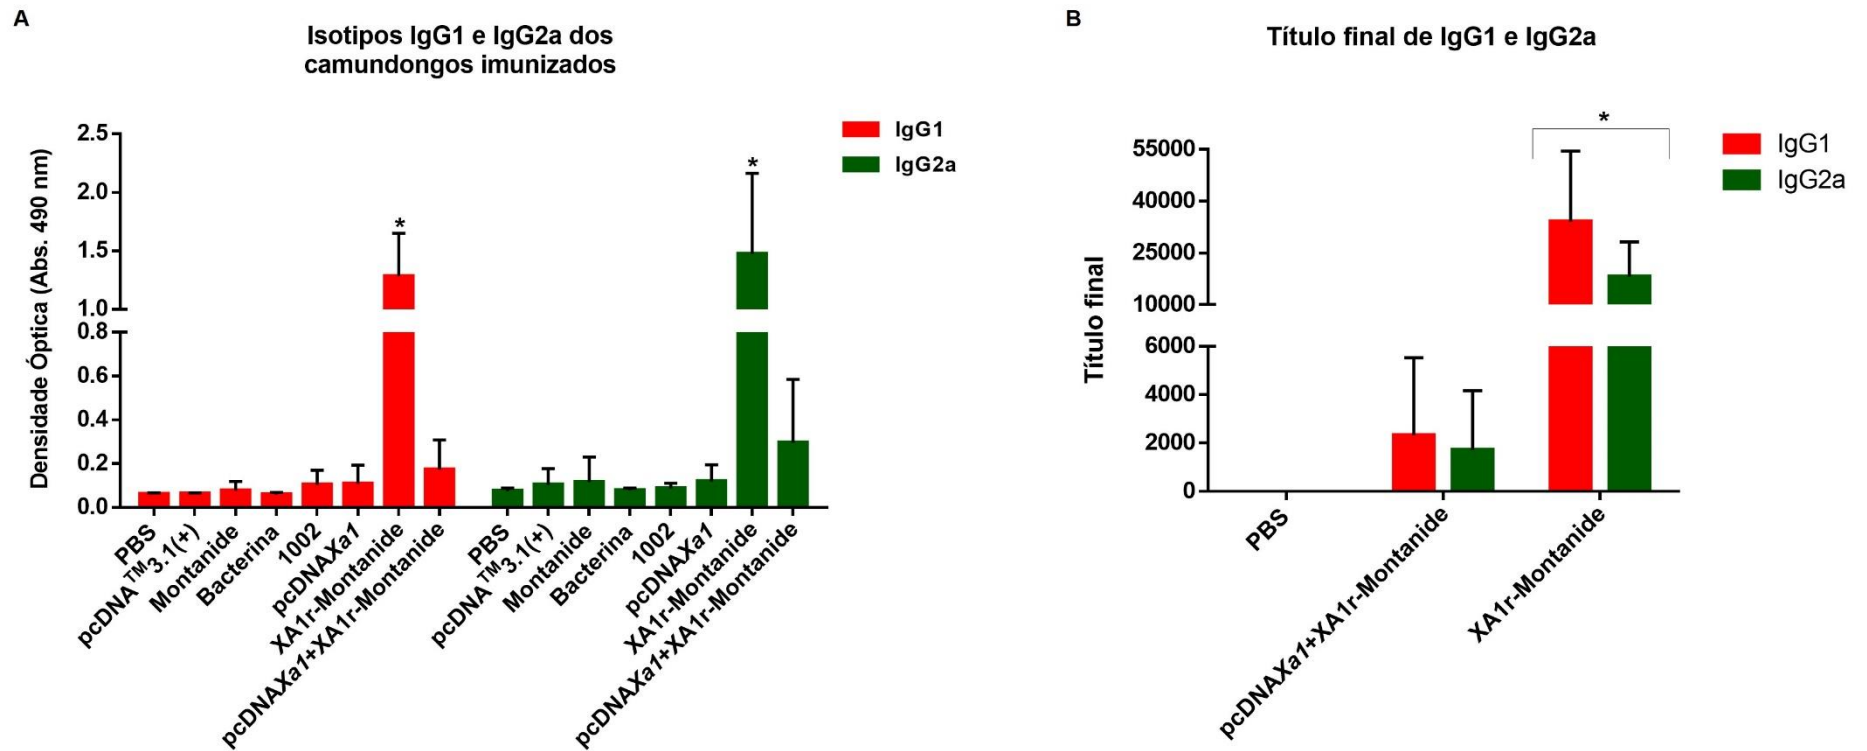 A
Isotipos IgG1 e IgG2a dos
camundongos imunizados
IgG1
IgG2a
Densidade Óptica (Abs. 490 nm)
2.5
2.0
1.5
1.0
0.8
0.6
0.4
0.2
0.0
*
*
PBS
pcDNA™3.1(+)
Montanide
Bacterina
1002
pcDNAXa1
XA1r-Montanide
pcDNAXa1+XA1r-Montanide
PBS
pcDNA™3.1(+)
Montanide
Bacterina
1002
pcDNAXa1
XA1r-Montanide
pcDNAXa1+XA1r-Montanide
B
Título final de IgG1 e IgG2a
*
IgG1
IgG2a
Título final
55000
40000
25000
10000
6000
4000
2000
0
PBS
pcDNAXa1+XA1r-Montanide
XA1r-Montanide